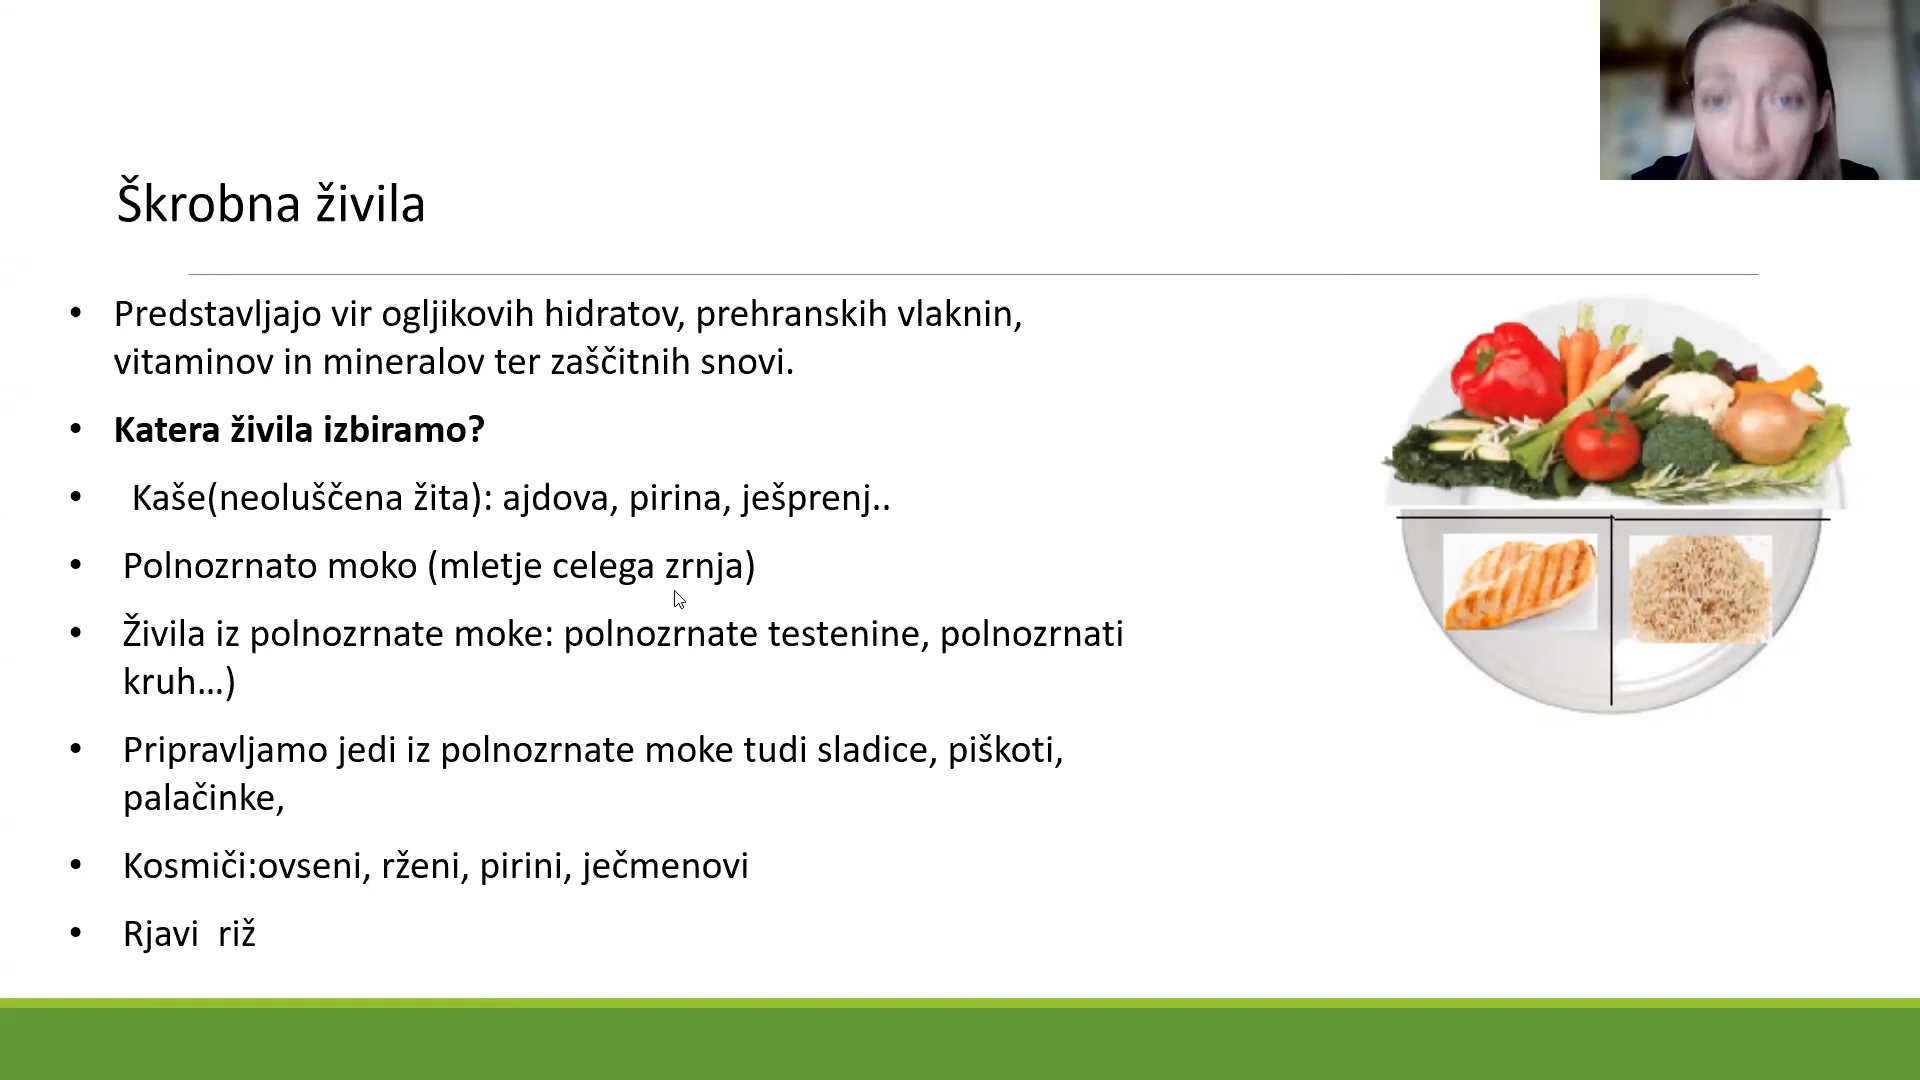 Škrobna živila
• Predstavljajo vir ogljikovih hidratov, prehranskih vlaknin,
vitaminov in mineralov ter zaščitnih snovi.
• Katera živila izbiramo?
• Kaše(neoluščena žita): ajdova, pirina, ješprenj..
• Polnozrnato moko (mletje celega zrnja)
• Živila iz polnozrnate moke: polnozrnate testenine, polnozrnati
kruh...)
• Pripravljamo jedi iz polnozrnate moke tudi sladice, piškoti,
palačinke,
• Kosmiči:ovseni, rženi, pirini, ječmenovi
• Rjavi  riž